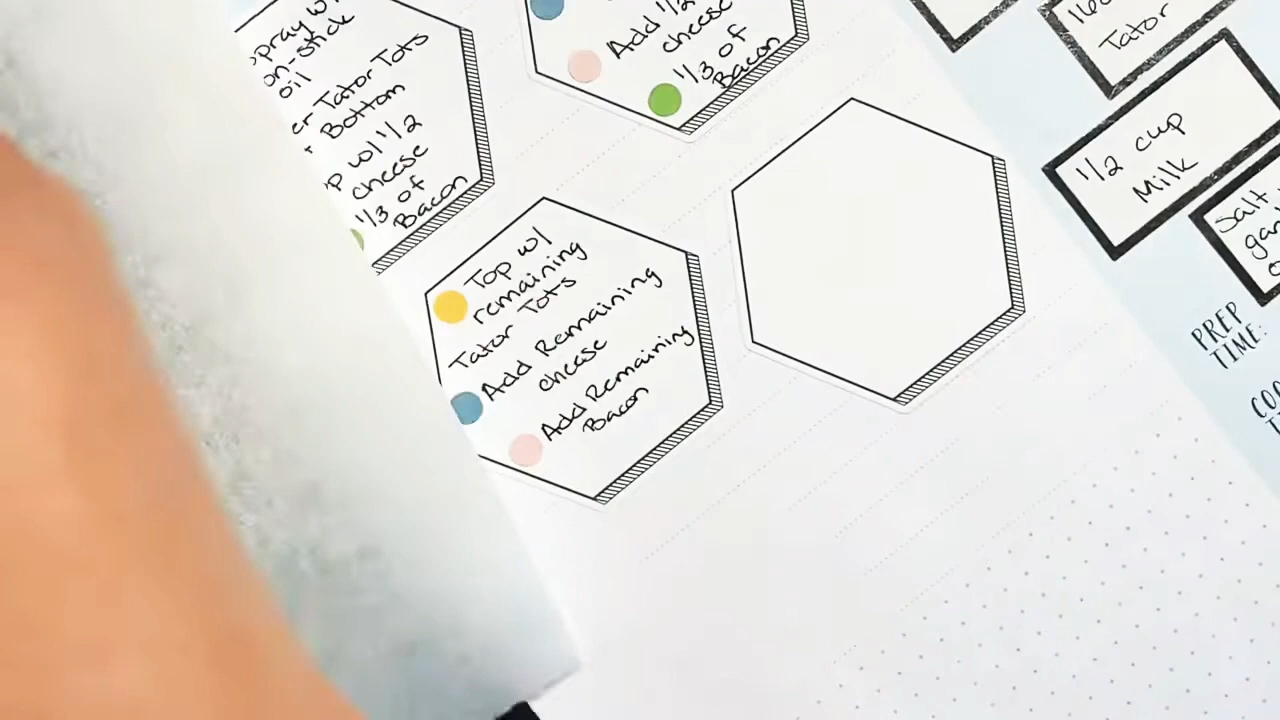 on-stick
oil
Tator Tots
Bottom
w/ 1/2
cheese
1/3 of
Bacon
Add 1/2
cheese
1/3 of
Bacon
Top w/
remaining
Tator Tots
Add Remaining
cheese
Add Remaining
Bacon
Tator
1/2 cup
Milk
Salt
PREP
TIME: